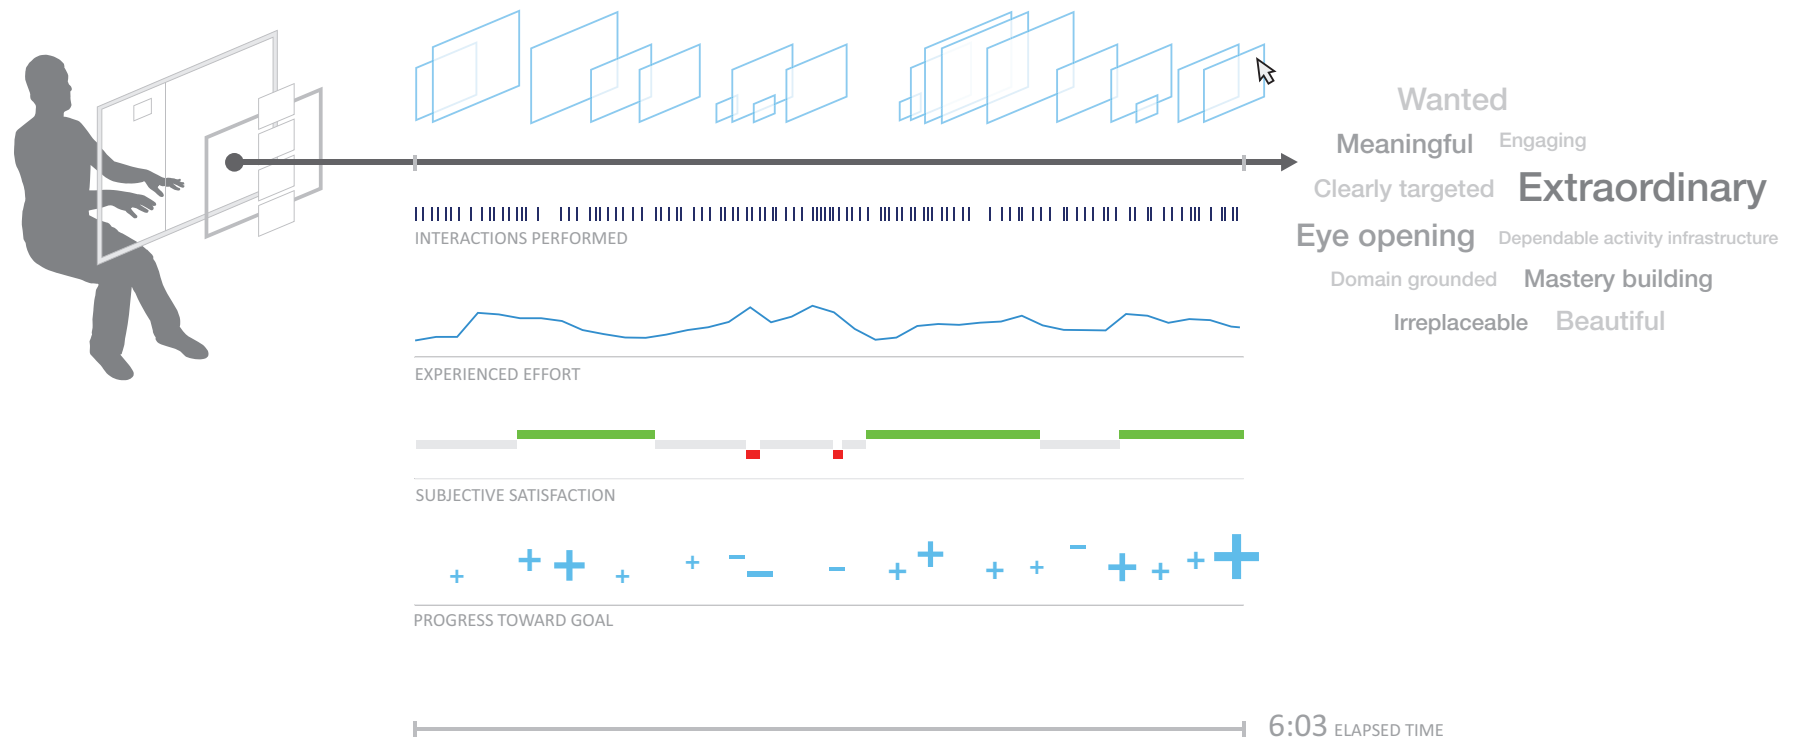 Wanted
Meaningful Engaging
Clearly targeted Extraordinary
Eye opening Dependable activity infrastructure
Domain grounded Mastery building
Irreplaceable Beautiful
INTERACTIONS PERFORMED
EXPERIENCED EFFORT
SUBJECTIVE SATISFACTION
PROGRESS TOWARD GOAL
6:03 ELAPSED TIME